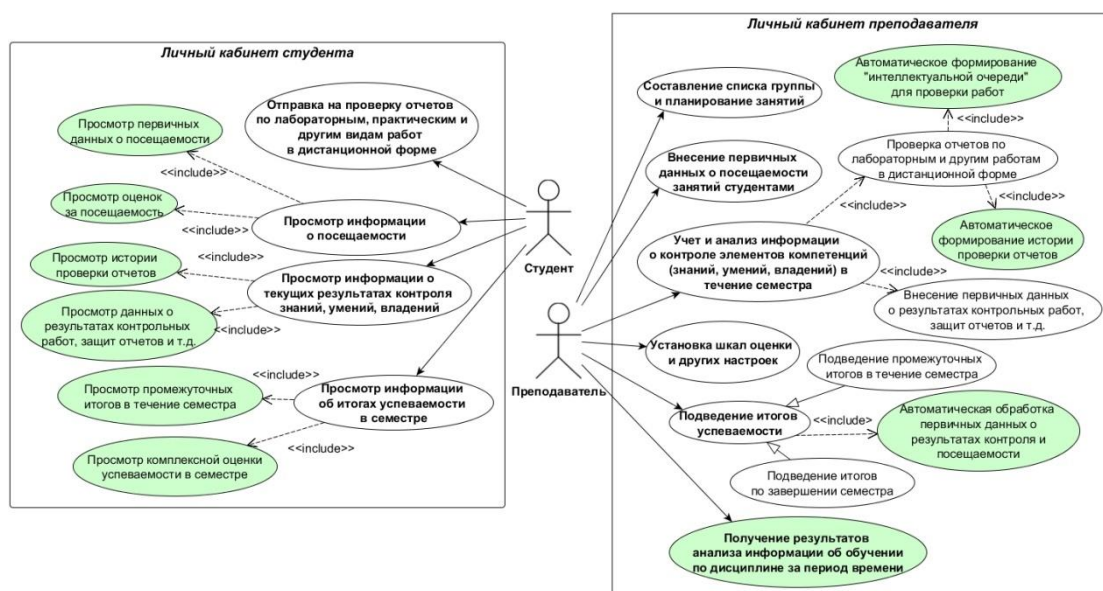 Личный кабинет студента
Отправка на проверку отчетов
по лабораторным, практическим и
другим видам работ
в дистанционной форме
Просмотр первичных
данных о посещаемости
<<include>>
Просмотр оценок
за посещаемость
<<include>>
Просмотр информации
о посещаемости
Просмотр истории
проверки отчетов
<<include>>
Просмотр информации о
текущих результатах контроля
знаний, умений, владений
Просмотр данных о
результатах контрольных
работ, защит отчетов и т.д.
<<include>>
Просмотр промежуточных
итогов в течение семестра
<<include>>
Просмотр информации
об итогах успеваемости
в семестре
<<include>>
Просмотр комплексной оценки
успеваемости в семестре
Студент
Преподаватель
Личный кабинет преподавателя
Составление списка группы
и планирование занятий
Автоматическое формирование
"интеллектуальной очереди"
для проверки работ
<<include>>
Внесение первичных
данных о посещаемости
занятий студентами
Проверка отчетов по
лабораторным и другим работам
в дистанционной форме
<<include>>
<<include>>
Учет и анализ информации
о контроле элементов компетенций
(знаний, умений, владений) в
течение семестра
Автоматическое
формирование истории
проверки отчетов
<<include>>
Внесение первичных данных
о результатах контрольных работ,
защит отчетов и т.д.
Установка шкал оценки
и других настроек
Подведение промежуточных
итогов в течение семестра
Подведение итогов
успеваемости
<<include>>
Автоматическая обработка
первичных данных о
результатах контроля и
посещаемости
Подведение итогов
по завершении семестра
Получение результатов
анализа информации об обучении
по дисциплине за период времени